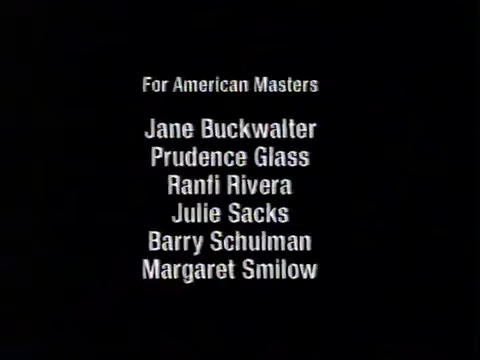 For American Masters
Jane Buckwalter
Prudence Glass
Ranfi Rivera
Julie Sacks
Barry Schulman
Margaret Smilow